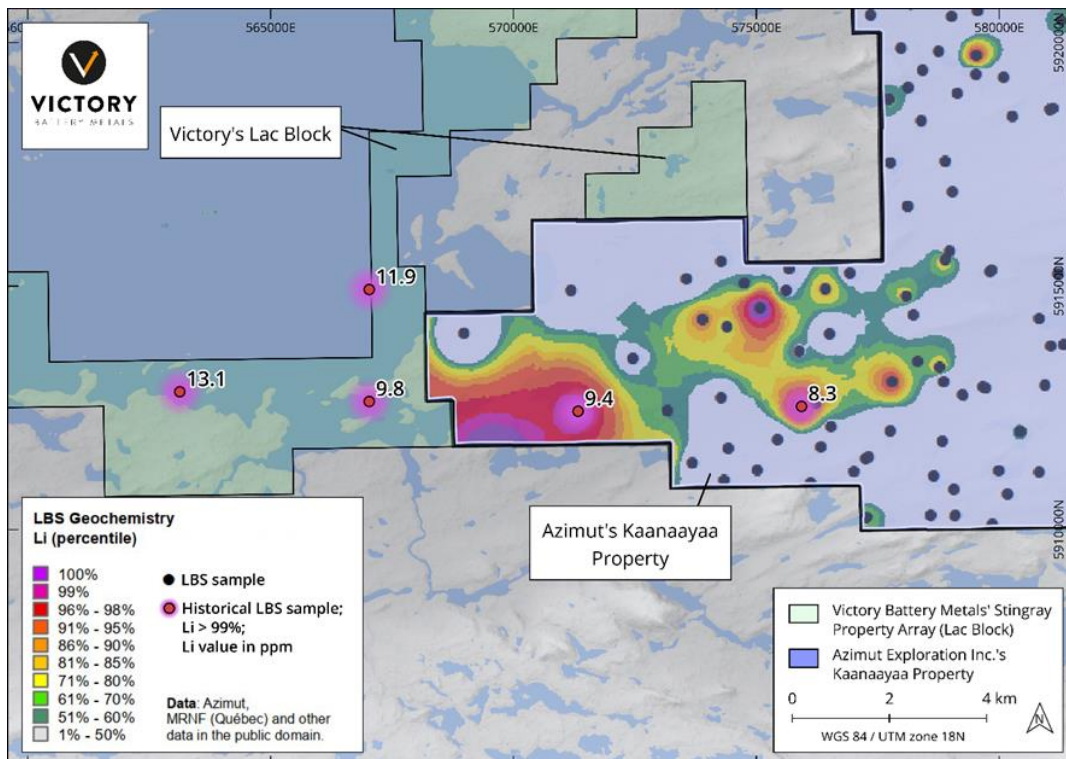 565000E
570000E
575000E
580000E
5920000N
VICTORY
BATTERY METALS
Victory's Lac Block
5915000N
11.9
13.1
9.8
9.4
8.3
Azimut's Kaanaayaa
Property
5910000N
LBS Geochemistry
Li (percentile)
100%
99%
96% - 98%
91% - 95%
86% - 90%
81% - 85%
71% - 80%
61% - 70%
51% - 60%
1% - 50%
LBS sample
Historical LBS sample;
Li > 99%;
Li value in ppm
Data: Azimut,
MRNF (Québec) and other
data in the public domain.
Victory Battery Metals' Stingray
Property Array (Lac Block)
Azimut Exploration Inc.'s
Kaanaayaa Property
0 2 4 km
N
WGS 84 / UTM zone 18N